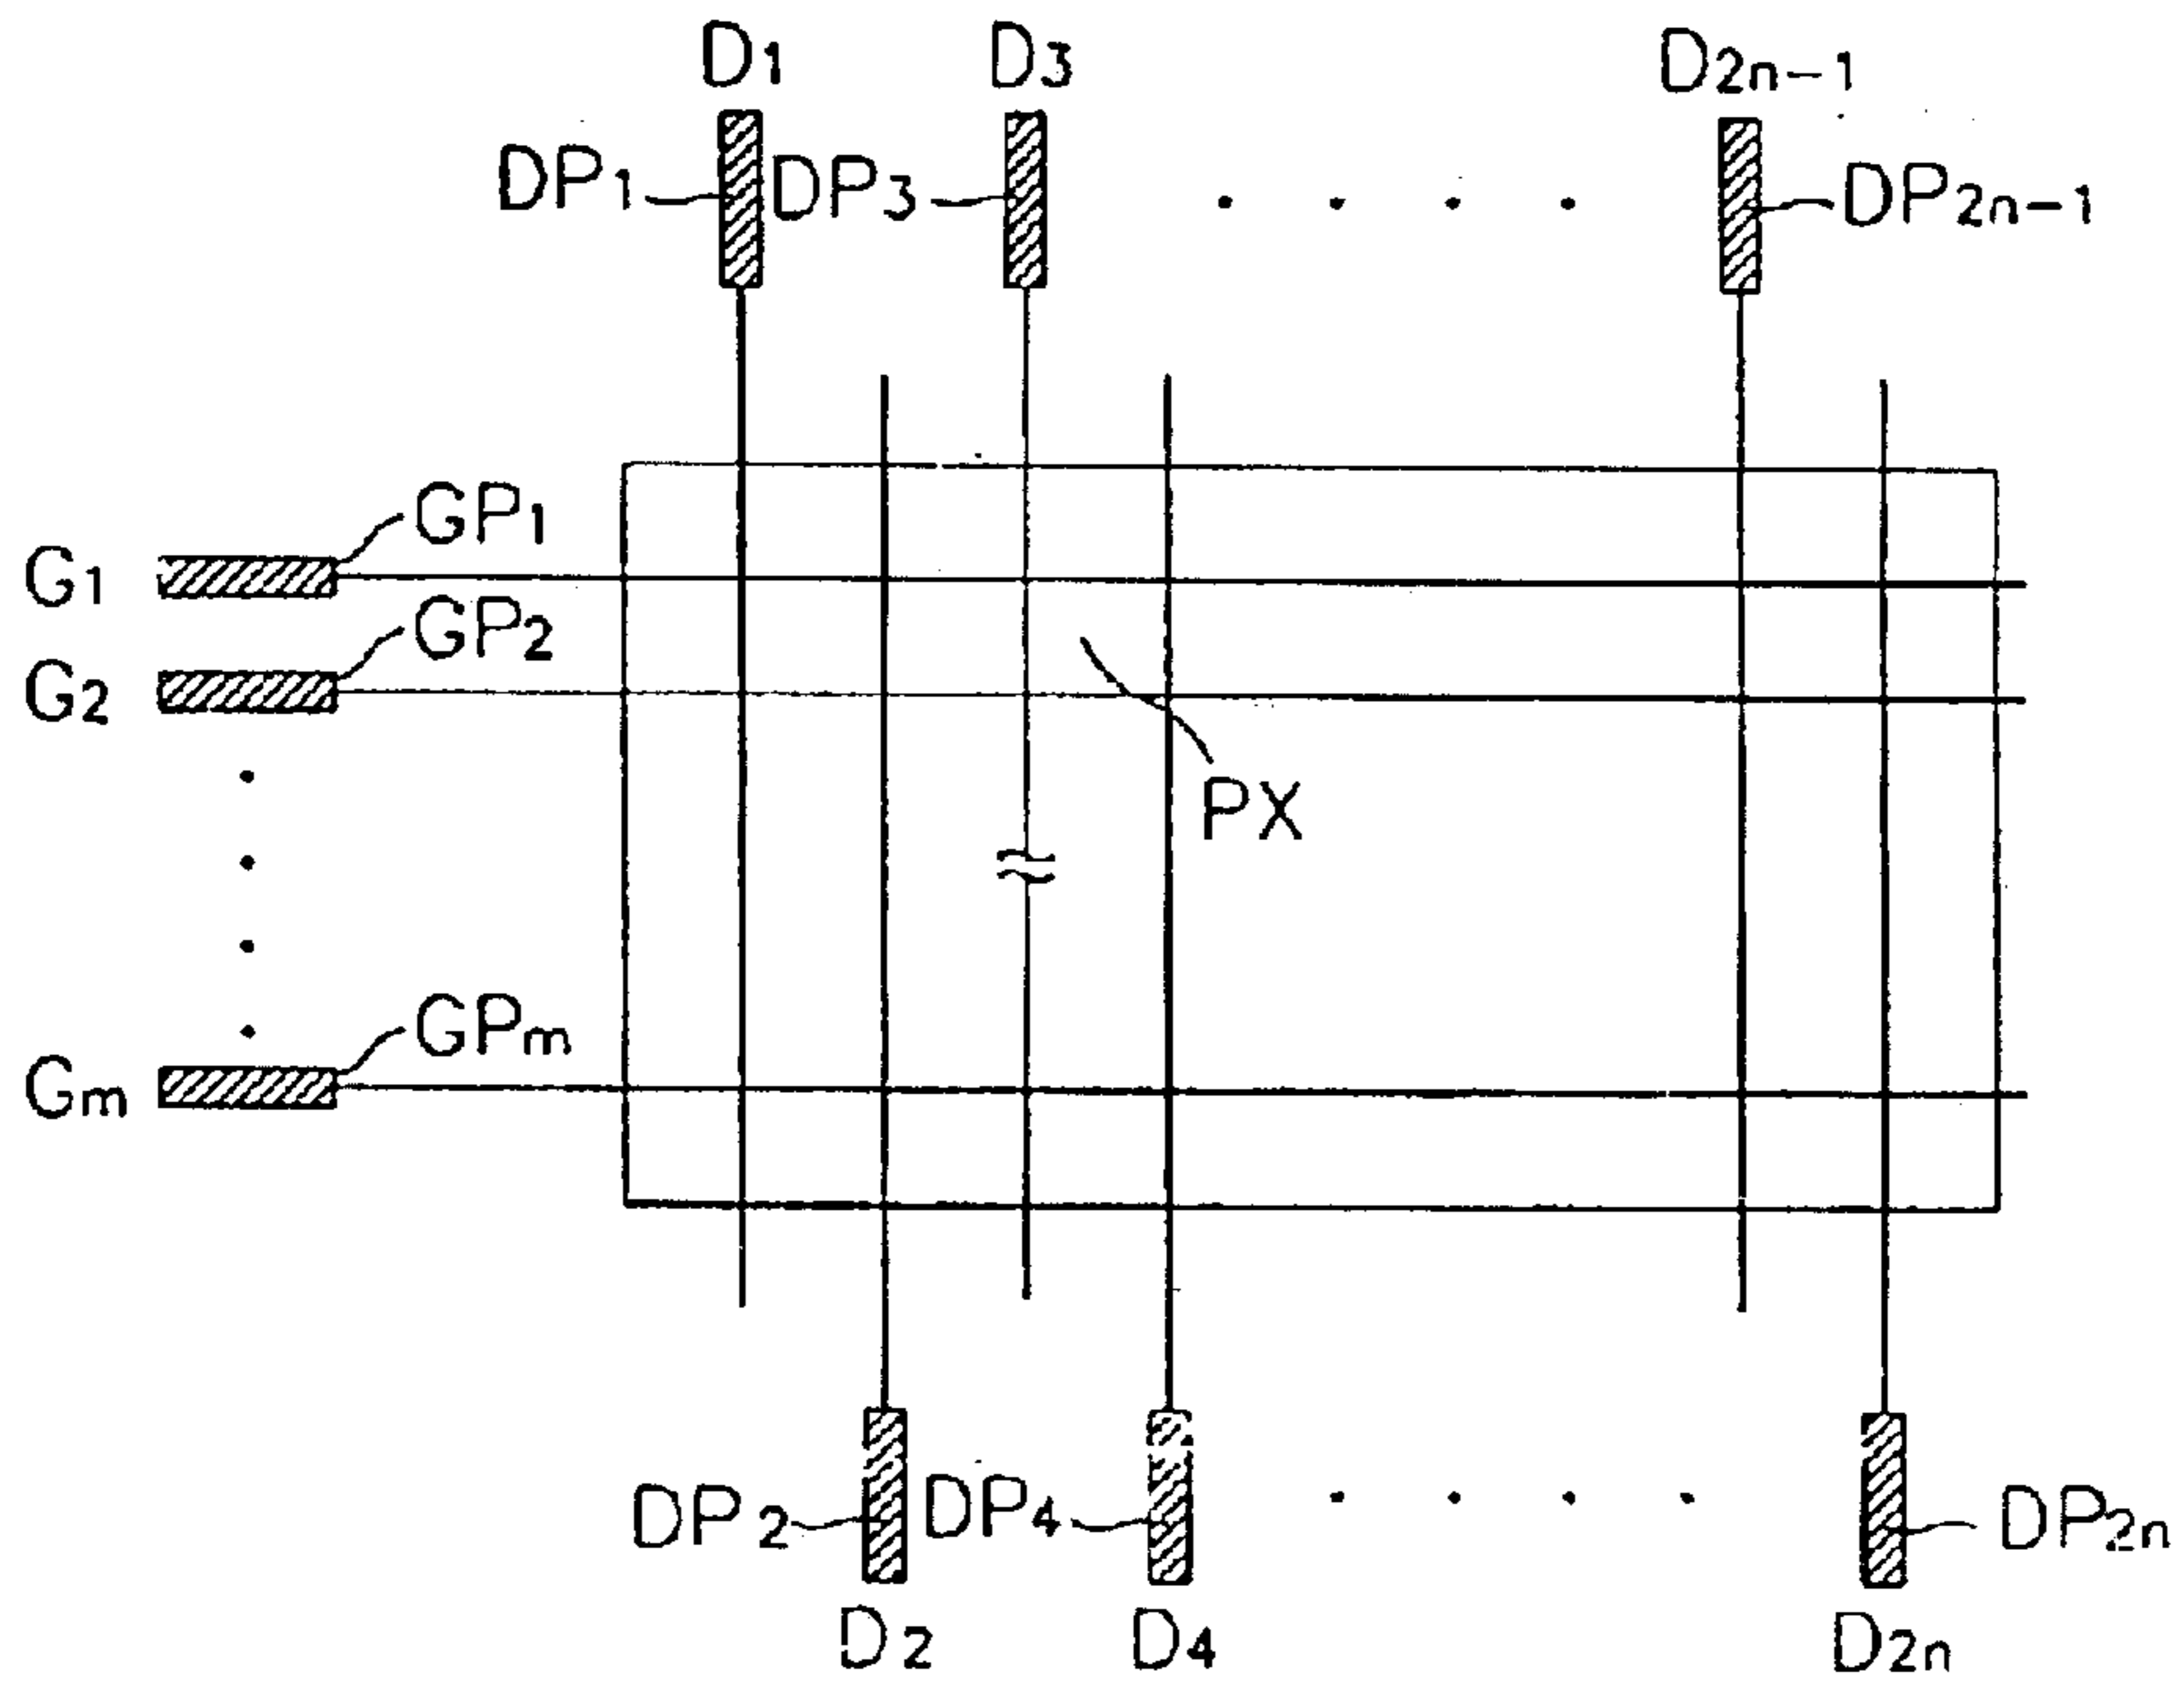 D1 D3 D2n-1
DP1 DP3 DP2n-1
GP1
G1
GP2
G2
PX
GPm
Gm
DP2 DP4 DP2n
D2 D4 D2n